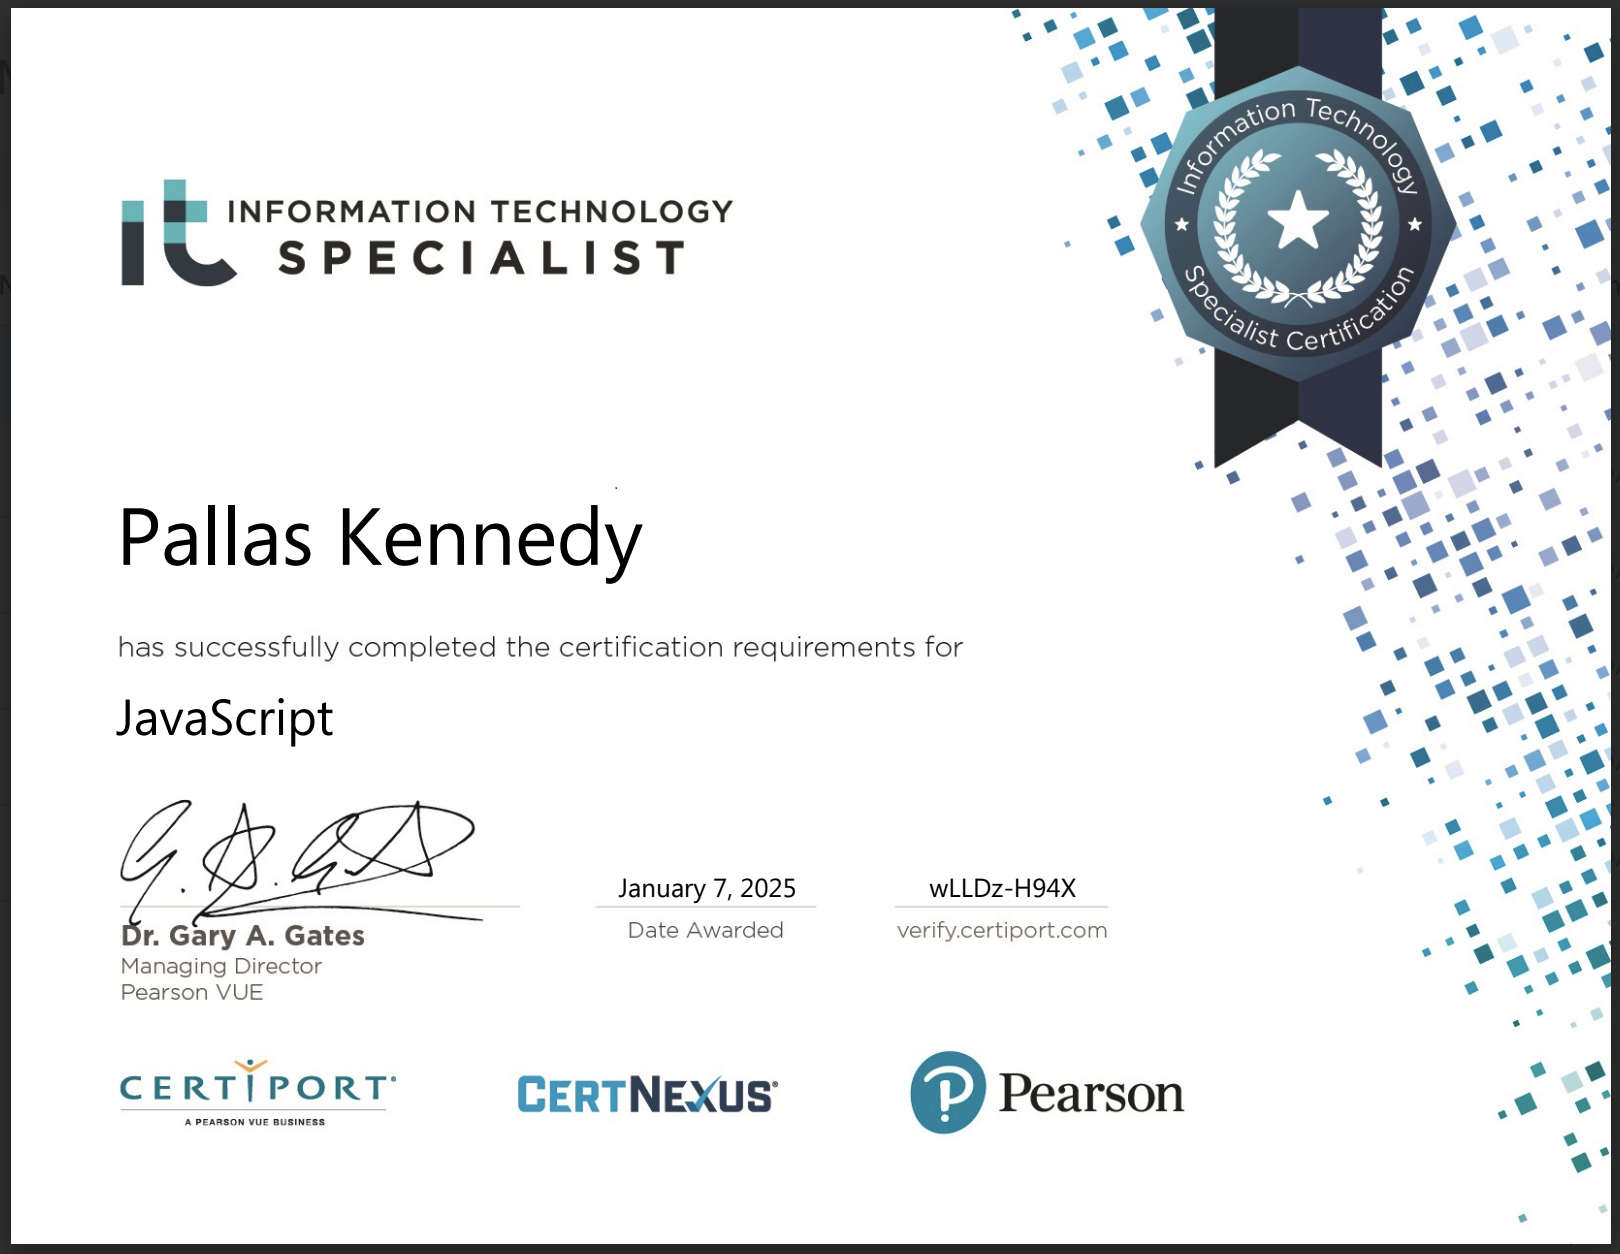 Information Technology
Specialist Certification
it INFORMATION TECHNOLOGY
SPECIALIST
Pallas Kennedy
has successfully completed the certification requirements for
JavaScript
Dr. Gary A. Gates
Managing Director
Pearson VUE
January 7, 2025
Date Awarded
wLLDz-H94X
verify.certiport.com
CERTIPORT®
A PEARSON VUE BUSINESS
CERTNEXUS®
P Pearson